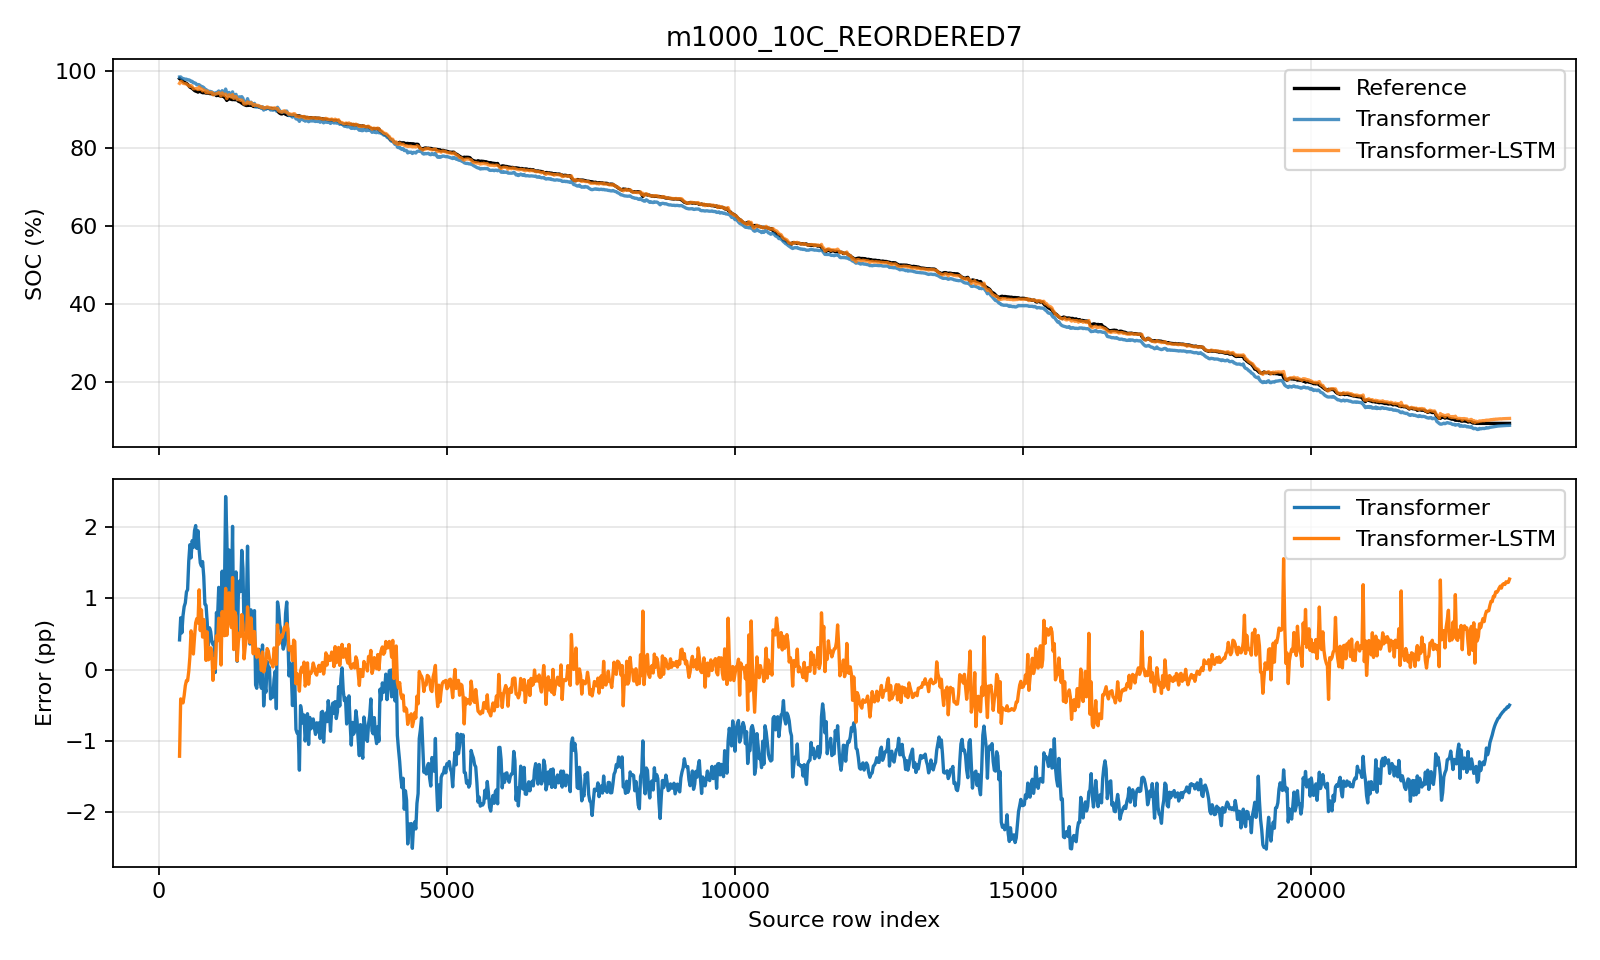 m1000_10C_REORDERED7
100
80
60
40
20
SOC (%)
Reference
Transformer
Transformer-LSTM
2
1
0
−1
−2
Error (pp)
Transformer
Transformer-LSTM
0
5000
10000
15000
20000
Source row index